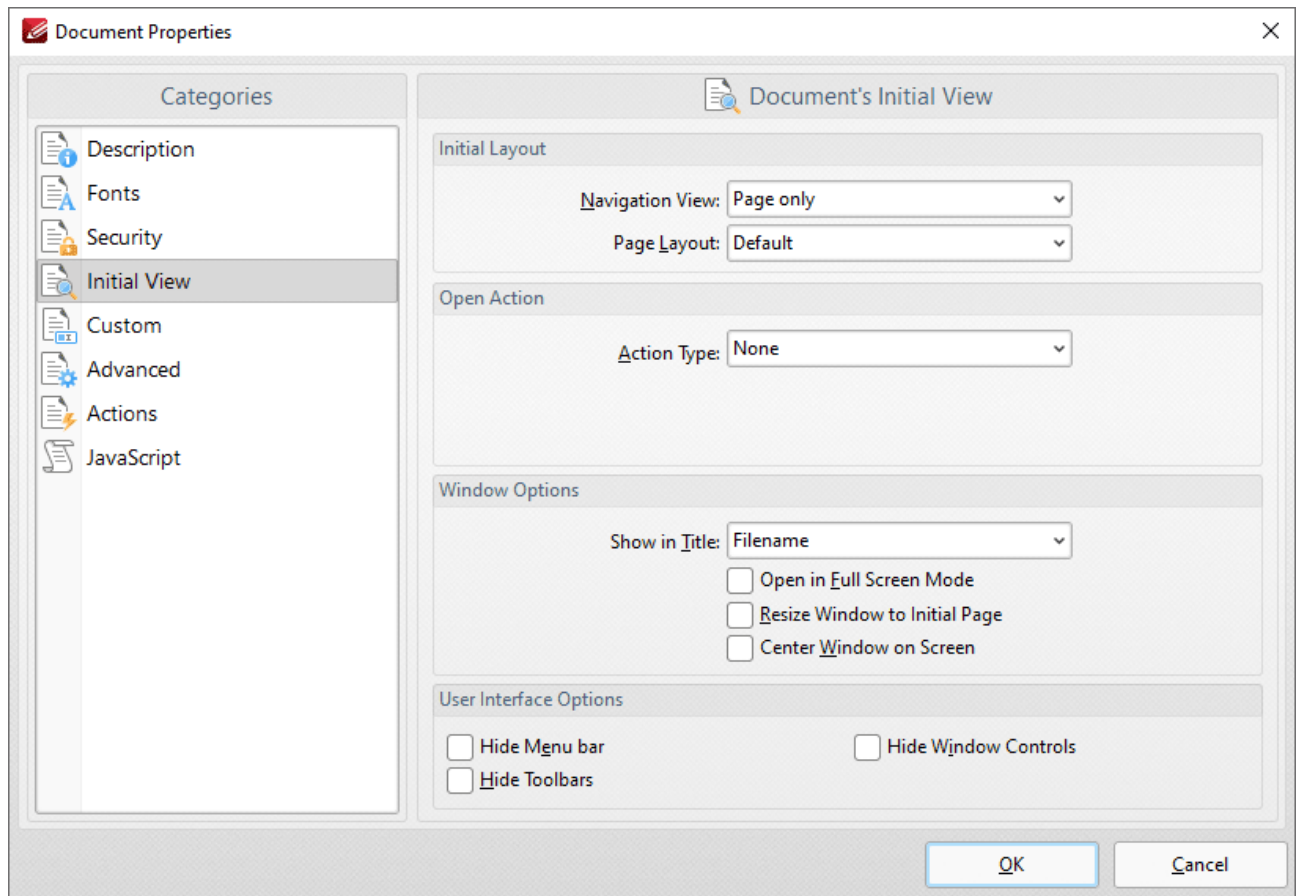 Document Properties
Categories
Description
Fonts
Security
Initial View
Custom
Advanced
Actions
JavaScript
Document's Initial View
Initial Layout
Navigation View: Page only
Page Layout: Default
Open Action
Action Type: None
Window Options
Show in Title: Filename
Open in Full Screen Mode
Resize Window to Initial Page
Center Window on Screen
User Interface Options
Hide Menu bar Hide Window Controls
Hide Toolbars
OK Cancel